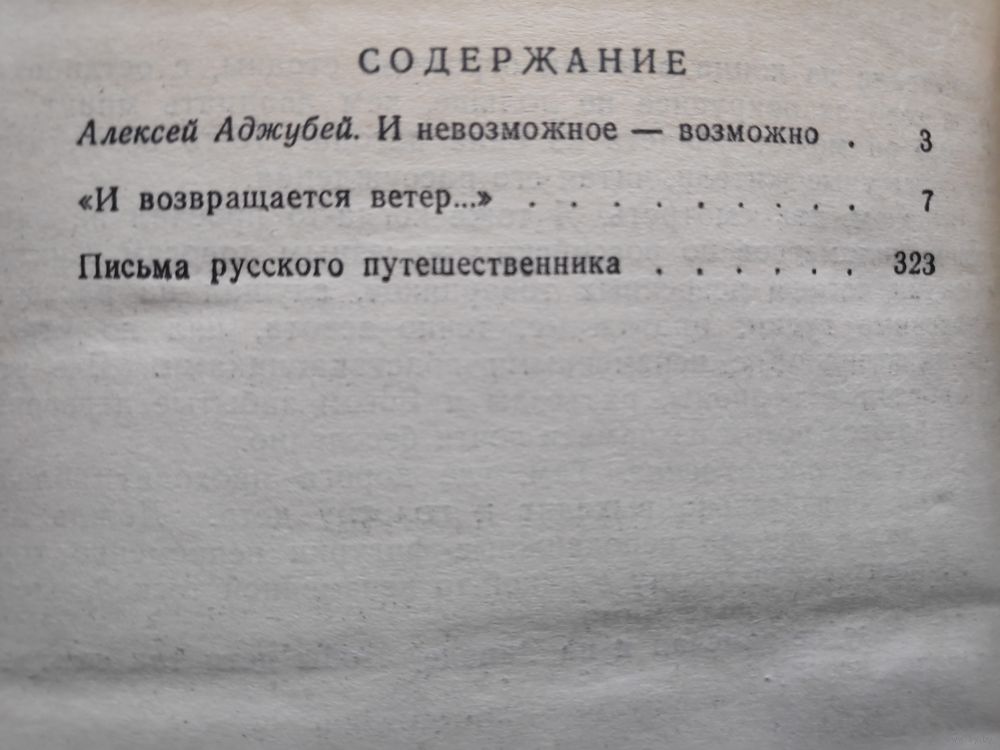 СОДЕРЖАНИЕ
Алексей Аджубей. И невозможное — возможно . 3
«И возвращается ветер...» . . . . . . . . . . 7
Письма русского путешественника . . . . . . 323